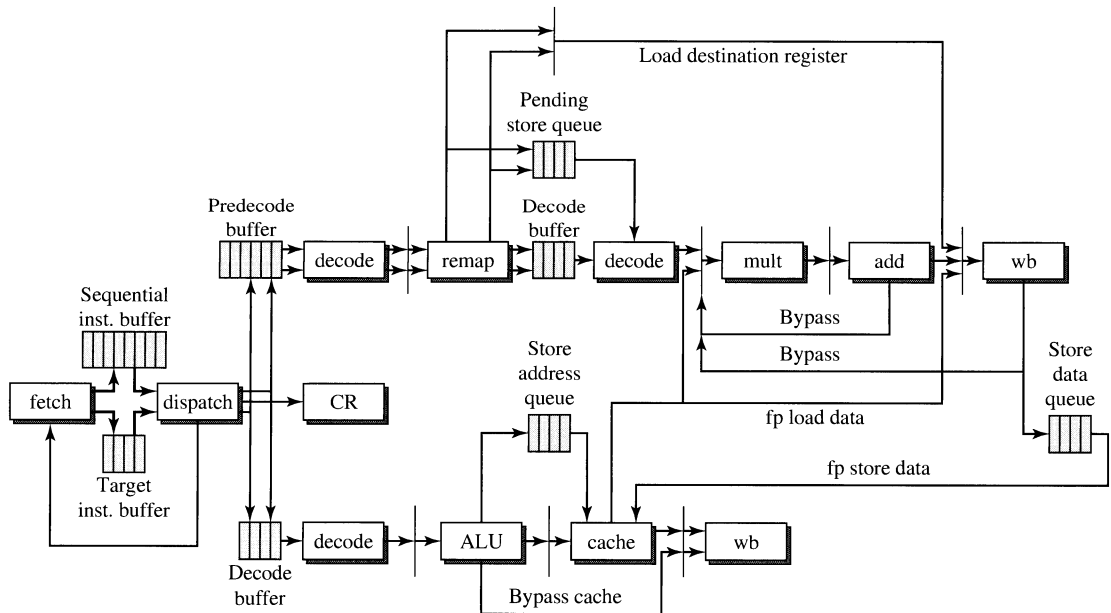 Load destination register
Pending
store queue
Predecode
buffer
Decode
buffer
decode
remap
decode
mult
add
wb
Sequential
inst. buffer
Bypass
Bypass
Store
address
queue
Store
data
queue
fetch
dispatch
CR
fp load data
Target
inst. buffer
fp store data
decode
ALU
cache
wb
Decode
buffer
Bypass cache